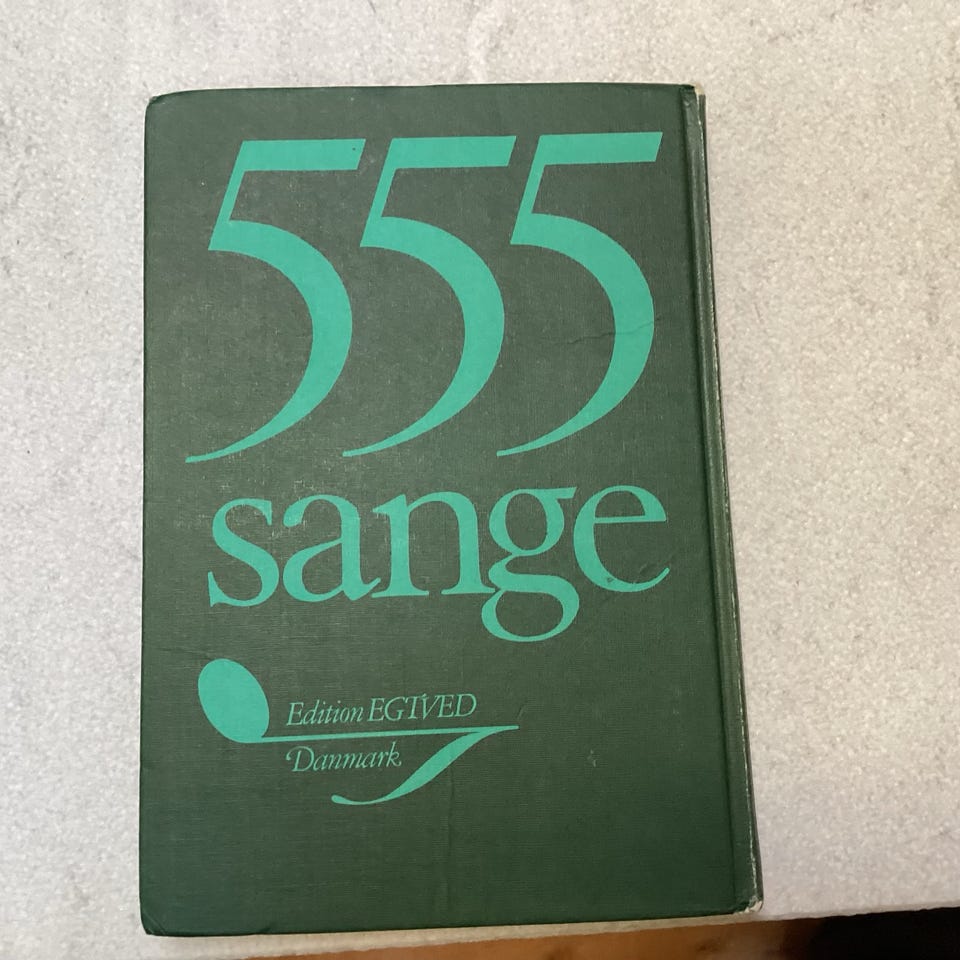 555
sange
Edition EGTVED
Danmark